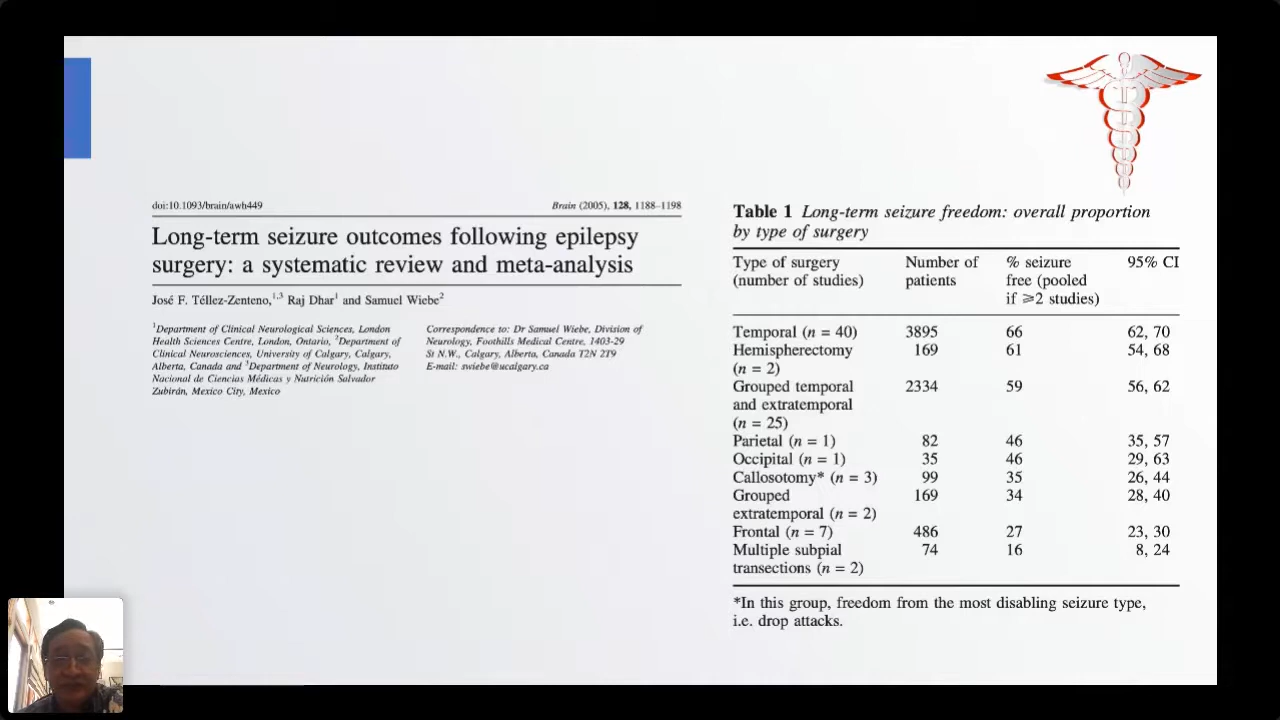 doi:10.1093/brain/awh449
Brain (2005), 128, 1188–1198
Long-term seizure outcomes following epilepsy
surgery: a systematic review and meta-analysis
José F. Téllez-Zenteno,1,3 Raj Dhar1 and Samuel Wiebe2
1Department of Clinical Neurological Sciences, London
Health Sciences Centre, London, Ontario, 2Department of
Clinical Neurosciences, University of Calgary, Calgary,
Alberta, Canada and 3Department of Neurology, Instituto
Nacional de Ciencias Médicas y Nutrición Salvador
Zubirán, Mexico City, Mexico
Correspondence to: Dr Samuel Wiebe, Division of
Neurology, Foothills Medical Centre, 1403-29
St N.W., Calgary, Alberta, Canada T2N 2T9
E-mail: swiebe@ucalgary.ca
Table 1 Long-term seizure freedom: overall proportion
by type of surgery
Type of surgery Number of % seizure 95% CI
(number of studies) patients free (pooled
if ⩾2 studies)
Temporal (n = 40) 3895 66 62, 70
Hemispherectomy 169 61 54, 68
(n = 2)
Grouped temporal 2334 59 56, 62
and extratemporal
(n = 25)
Parietal (n = 1) 82 46 35, 57
Occipital (n = 1) 35 46 29, 63
Callosotomy* (n = 3) 99 35 26, 44
Grouped 169 34 28, 40
extratemporal (n = 2)
Frontal (n = 7) 486 27 23, 30
Multiple subpial 74 16 8, 24
transections (n = 2)
*In this group, freedom from the most disabling seizure type,
i.e. drop attacks.